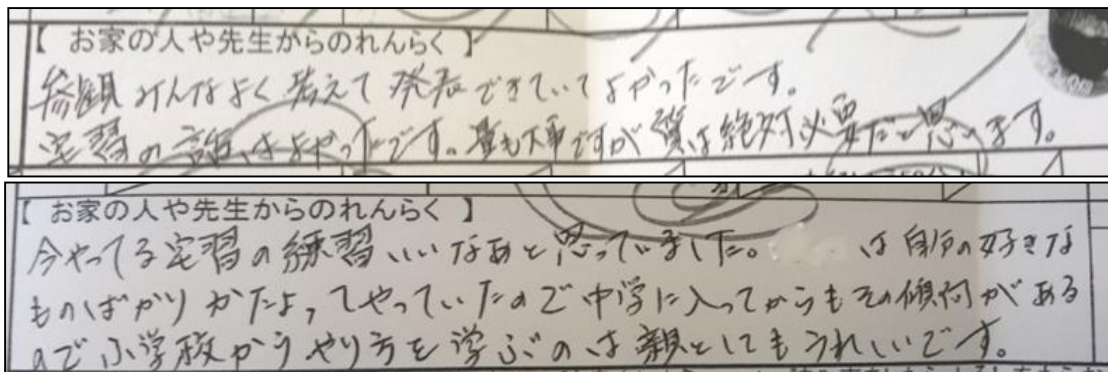 【 お家の人や先生からのれんらく 】
参観 みんなよく考えて発表できていてよかったです。
宅習の話はよかったです。量も大事ですが質は絶対必要だと思います。
【 お家の人や先生からのれんらく 】
今やってる宅習の練習いいなあと思っていました。 は自分の好きな
ものばかりかたよってやっていたので中学に入ってからもその傾向がある
ので小学校からやり方を学ぶのは親としてもうれしいです。